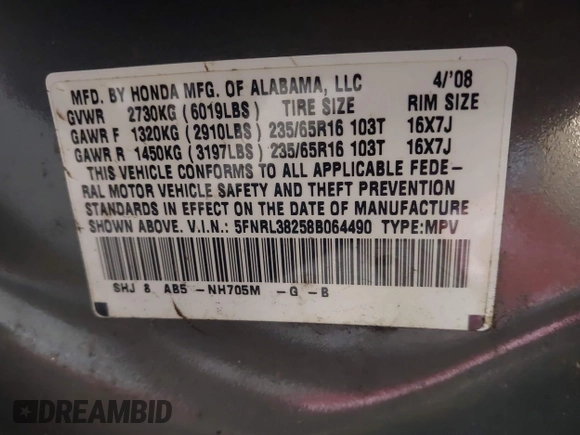 MFD. BY HONDA MFG. OF ALABAMA, LLC 4/'08
GVWR 2730KG (6019LBS) TIRE SIZE RIM SIZE
GAWR F 1320KG (2910LBS) 235/65R16 103T 16X7J
GAWR R 1450KG (3197LBS) 235/65R16 103T 16X7J
THIS VEHICLE CONFORMS TO ALL APPLICABLE FEDE-
RAL MOTOR VEHICLE SAFETY AND THEFT PREVENTION
STANDARDS IN EFFECT ON THE DATE OF MANUFACTURE
SHOWN ABOVE. V.I.N.: 5FNRL38258B064490 TYPE:MPV
SHJ 8 AB5 -NH705M -G -B
DREAMBID